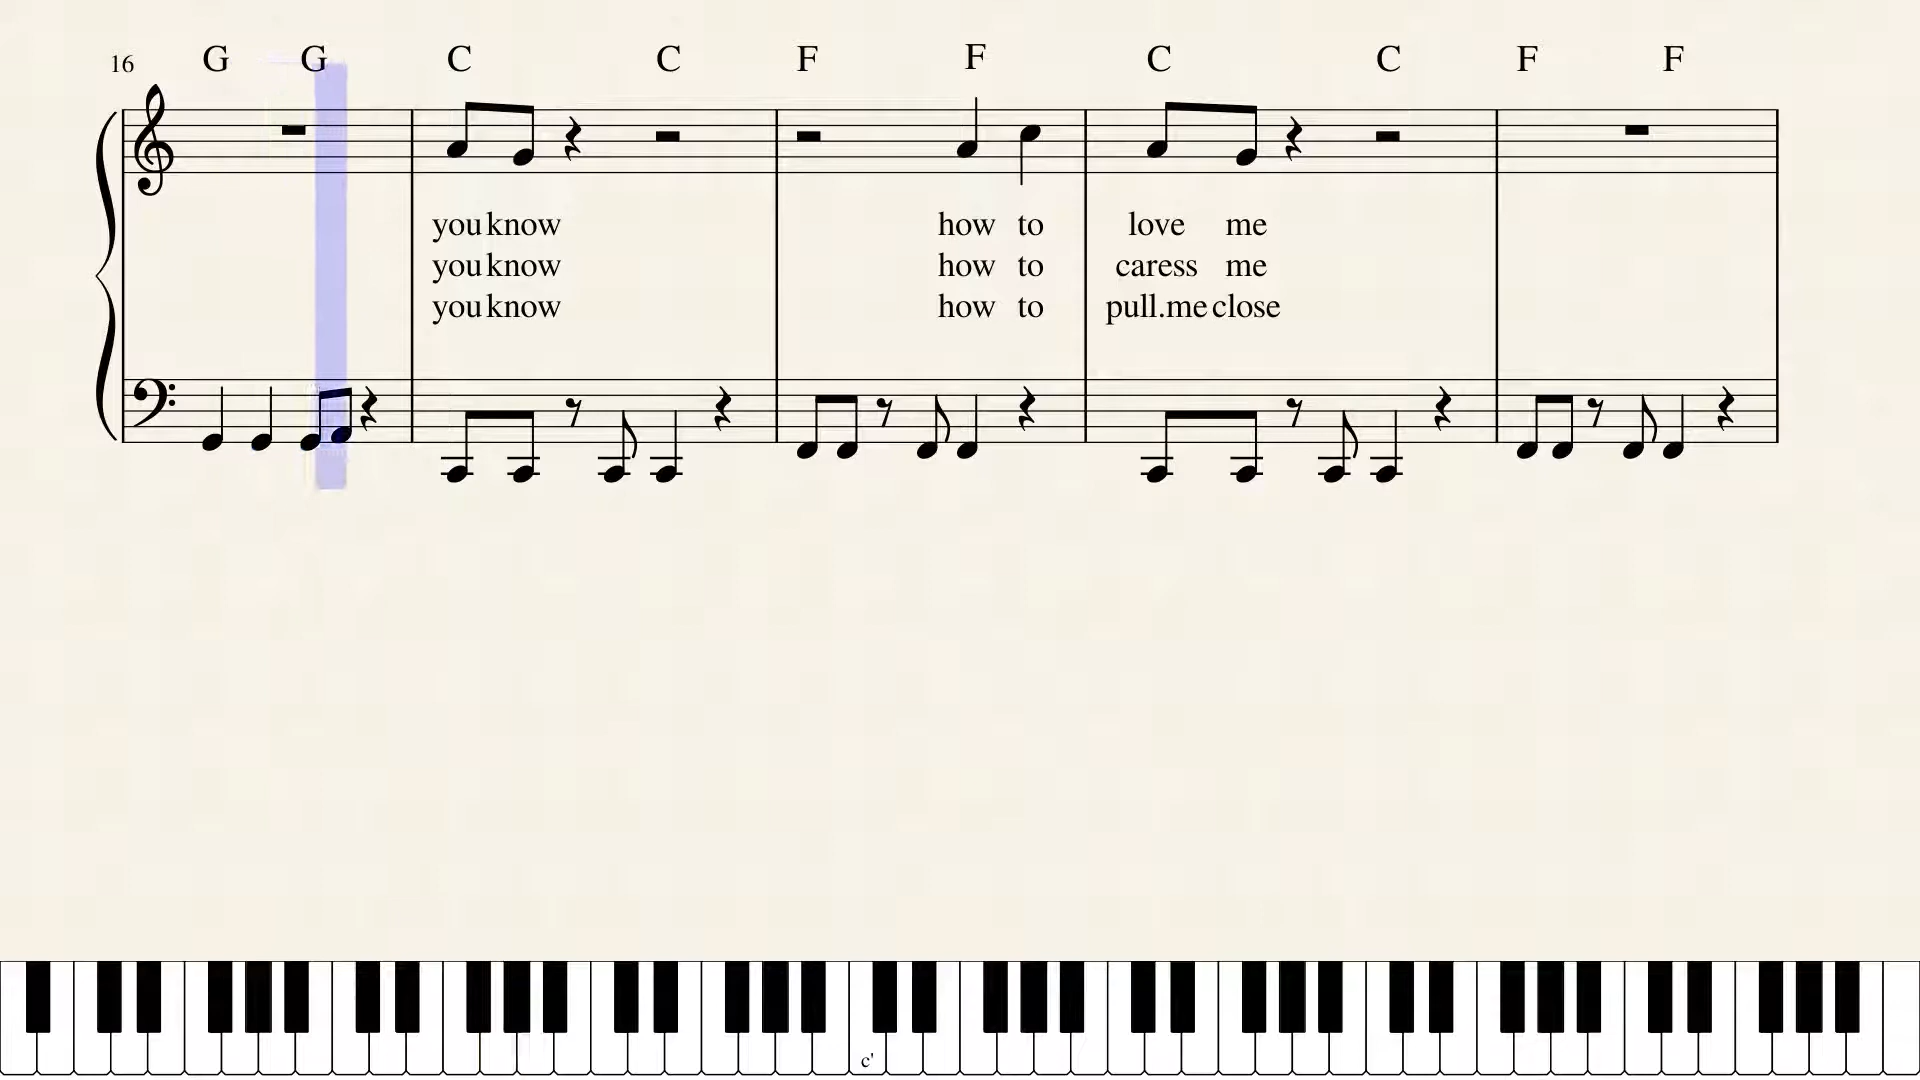 16 G G C C F F C C F F
you know how to love me
you know how to caress me
you know how to pull.me close
c'